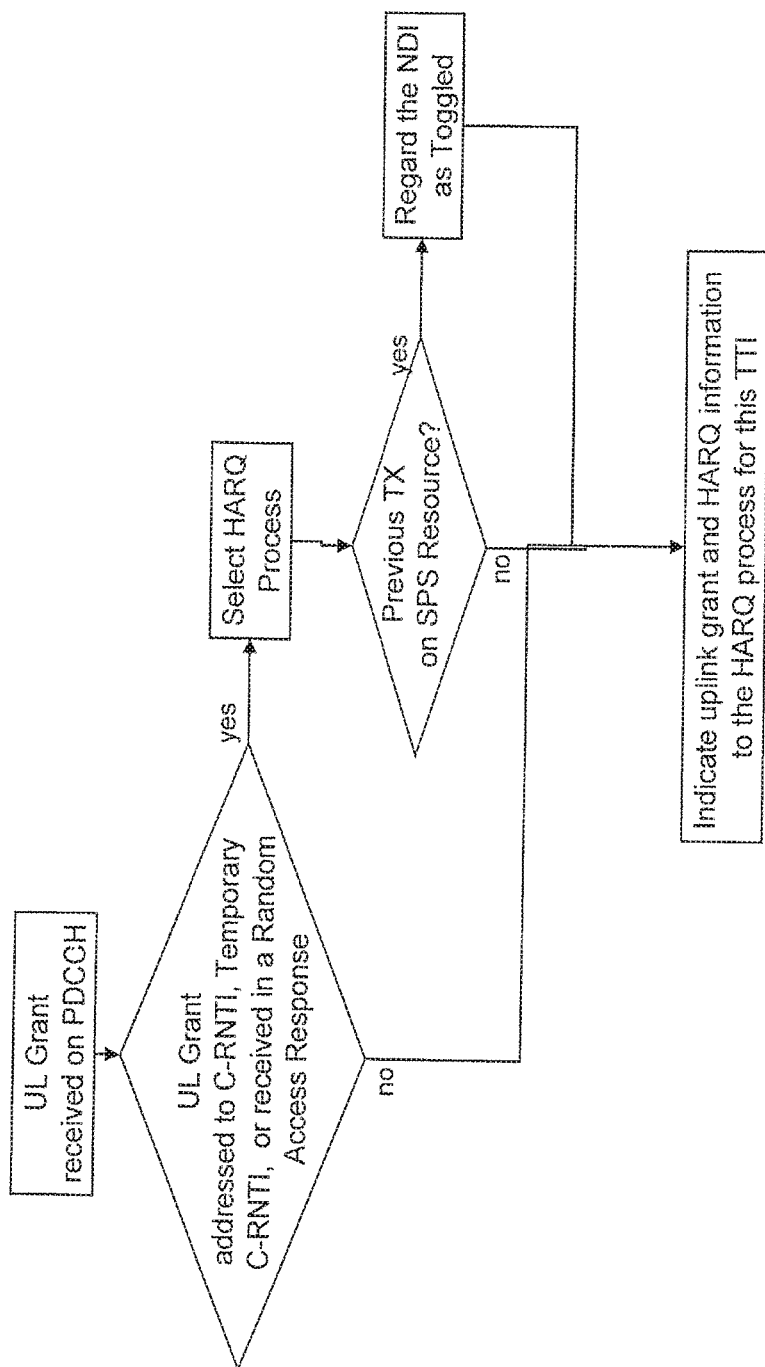 UL Grant
received on PDCCH
UL Grant
addressed to C-RNTI, Temporary
C-RNTI, or received in a Random
Access Response
yes
no
Select HARQ
Process
Previous TX
on SPS Resource?
yes
no
Regard the NDI
as Toggled
Indicate uplink grant and HARQ information
to the HARQ process for this TTI